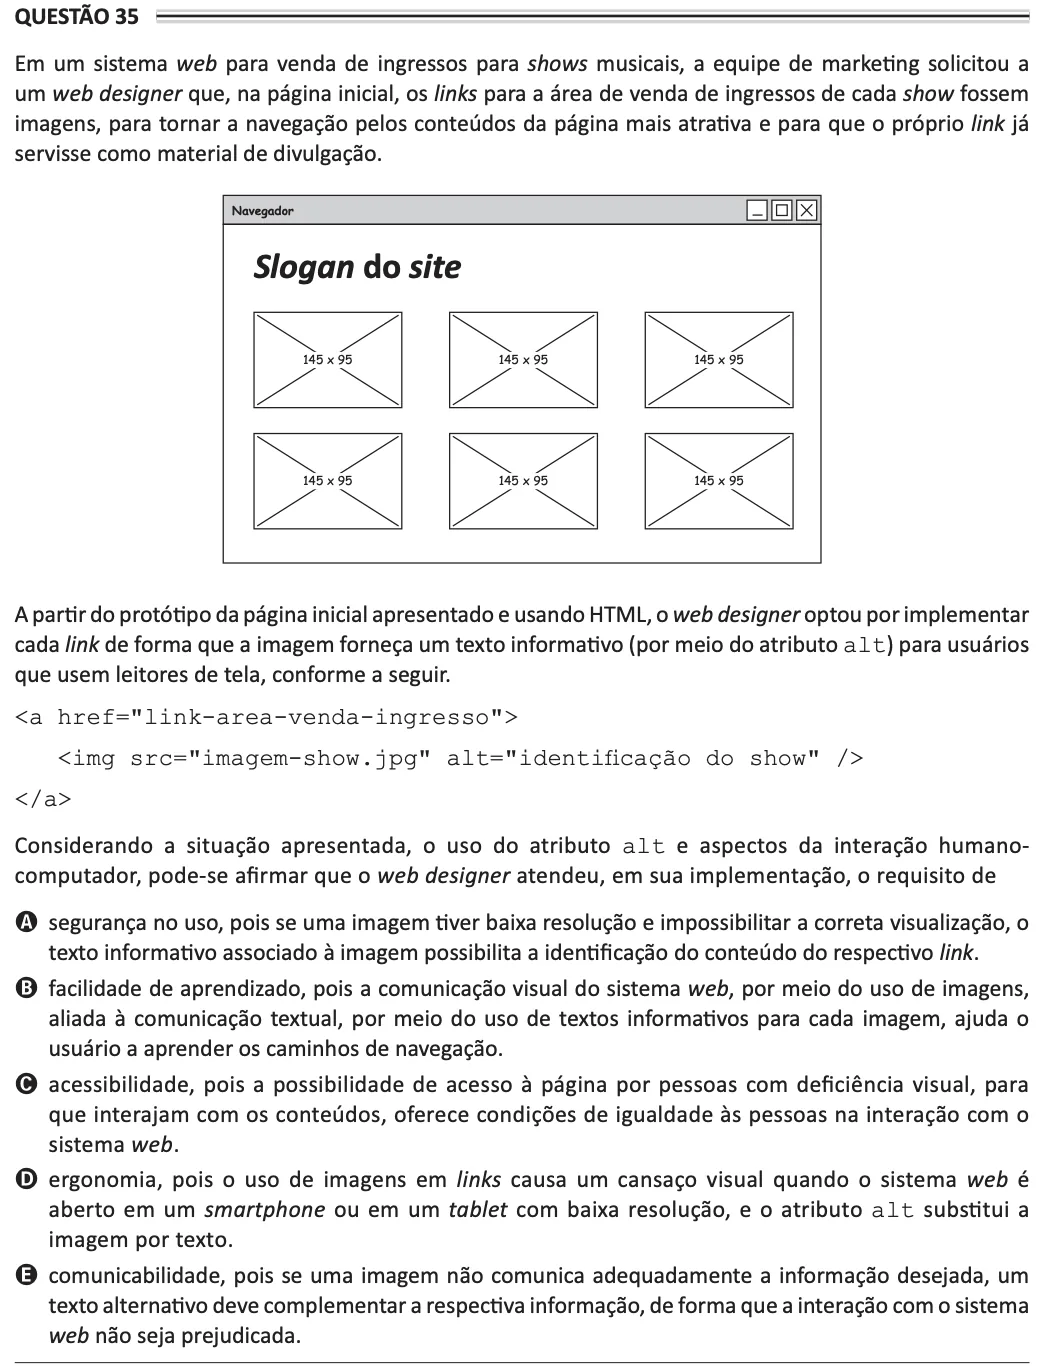 QUESTÃO 35
Em um sistema web para venda de ingressos para shows musicais, a equipe de marketing solicitou a
um web designer que, na página inicial, os links para a área de venda de ingressos de cada show fossem
imagens, para tornar a navegação pelos conteúdos da página mais atrativa e para que o próprio link já
servisse como material de divulgação.
Navegador
Slogan do site
145 x 95 145 x 95 145 x 95
145 x 95 145 x 95 145 x 95
A partir do protótipo da página inicial apresentado e usando HTML, o web designer optou por implementar
cada link de forma que a imagem forneça um texto informativo (por meio do atributo alt) para usuários
que usem leitores de tela, conforme a seguir.
<a href="link-area-venda-ingresso">
<img src="imagem-show.jpg" alt="identificação do show" />
</a>
Considerando a situação apresentada, o uso do atributo alt e aspectos da interação humano-
computador, pode-se afirmar que o web designer atendeu, em sua implementação, o requisito de
A segurança no uso, pois se uma imagem tiver baixa resolução e impossibilitar a correta visualização, o
texto informativo associado à imagem possibilita a identificação do conteúdo do respectivo link.
B facilidade de aprendizado, pois a comunicação visual do sistema web, por meio do uso de imagens,
aliada à comunicação textual, por meio do uso de textos informativos para cada imagem, ajuda o
usuário a aprender os caminhos de navegação.
C acessibilidade, pois a possibilidade de acesso à página por pessoas com deficiência visual, para
que interajam com os conteúdos, oferece condições de igualdade às pessoas na interação com o
sistema web.
D ergonomia, pois o uso de imagens em links causa um cansaço visual quando o sistema web é
aberto em um smartphone ou em um tablet com baixa resolução, e o atributo alt substitui a
imagem por texto.
E comunicabilidade, pois se uma imagem não comunica adequadamente a informação desejada, um
texto alternativo deve complementar a respectiva informação, de forma que a interação com o sistema
web não seja prejudicada.